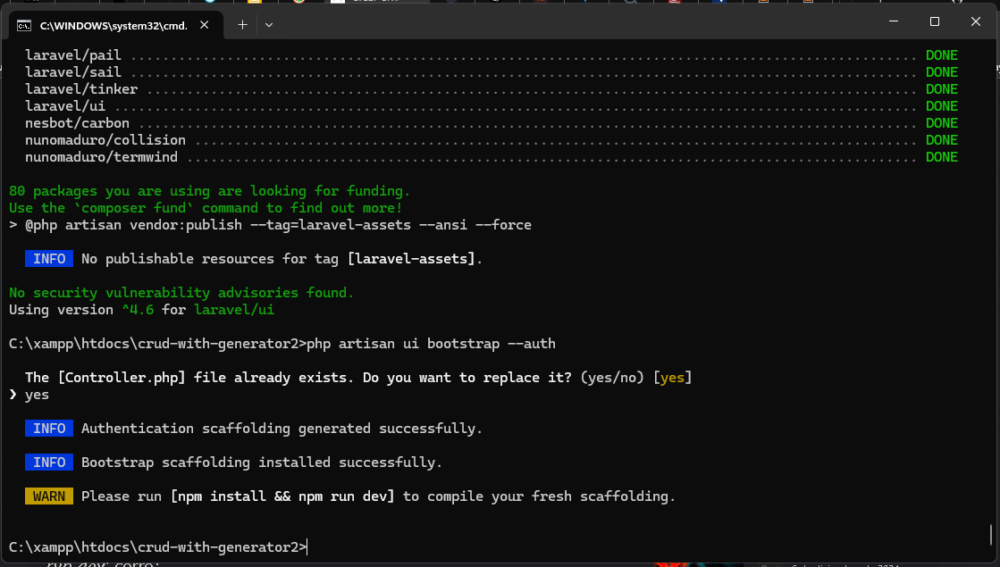 C:\WINDOWS\system32\cmd.
laravel/pail .................................................................................................. DONE
laravel/sail .................................................................................................. DONE
laravel/tinker ................................................................................................ DONE
laravel/ui .................................................................................................... DONE
nesbot/carbon ................................................................................................. DONE
nunomaduro/collision .......................................................................................... DONE
nunomaduro/termwind ........................................................................................... DONE
80 packages you are using are looking for funding.
Use the `composer fund` command to find out more!
> @php artisan vendor:publish --tag=laravel-assets --ansi --force
INFO No publishable resources for tag [laravel-assets].
No security vulnerability advisories found.
Using version ^4.6 for laravel/ui
C:\xampp\htdocs\crud-with-generator2>php artisan ui bootstrap --auth
The [Controller.php] file already exists. Do you want to replace it? (yes/no) [yes]
❯ yes
INFO Authentication scaffolding generated successfully.
INFO Bootstrap scaffolding installed successfully.
WARN Please run [npm install && npm run dev] to compile your fresh scaffolding.
C:\xampp\htdocs\crud-with-generator2>